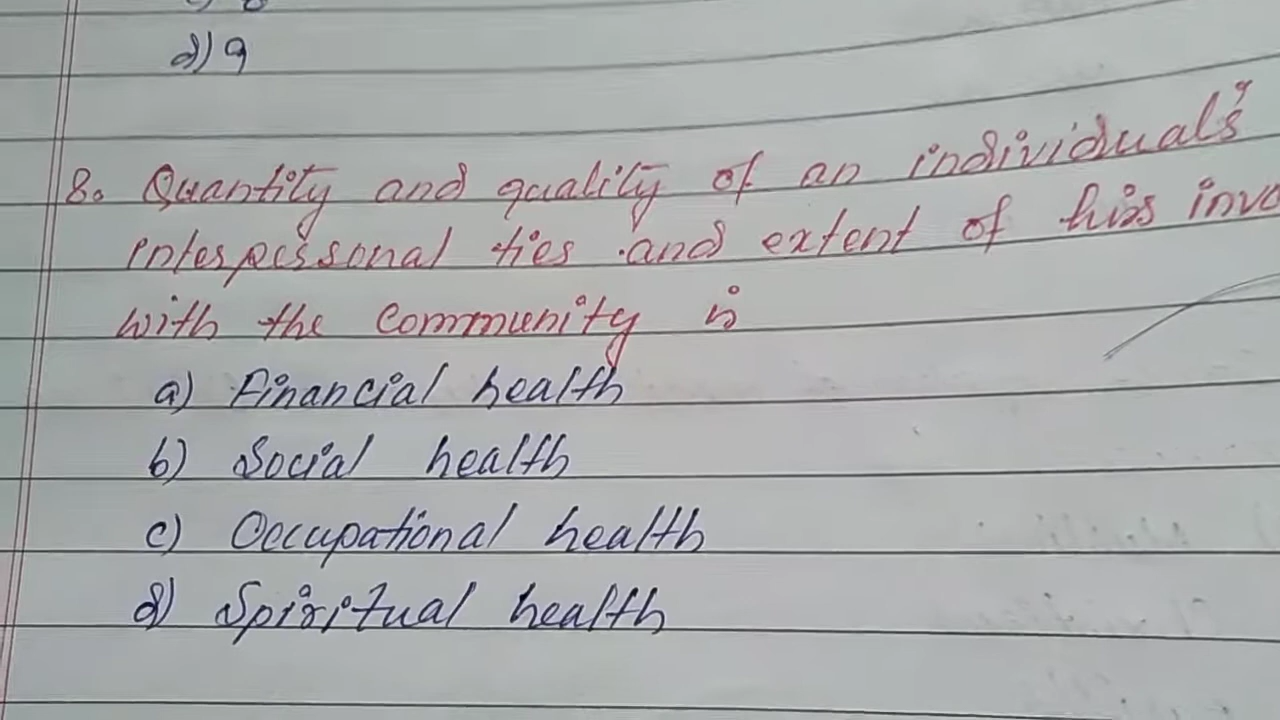 d) 9
8. Quantity and quality of an individual's
interpersonal ties and extent of his
with the community is
a) Financial health
b) Social health
c) Occupational health
d) Spiritual health